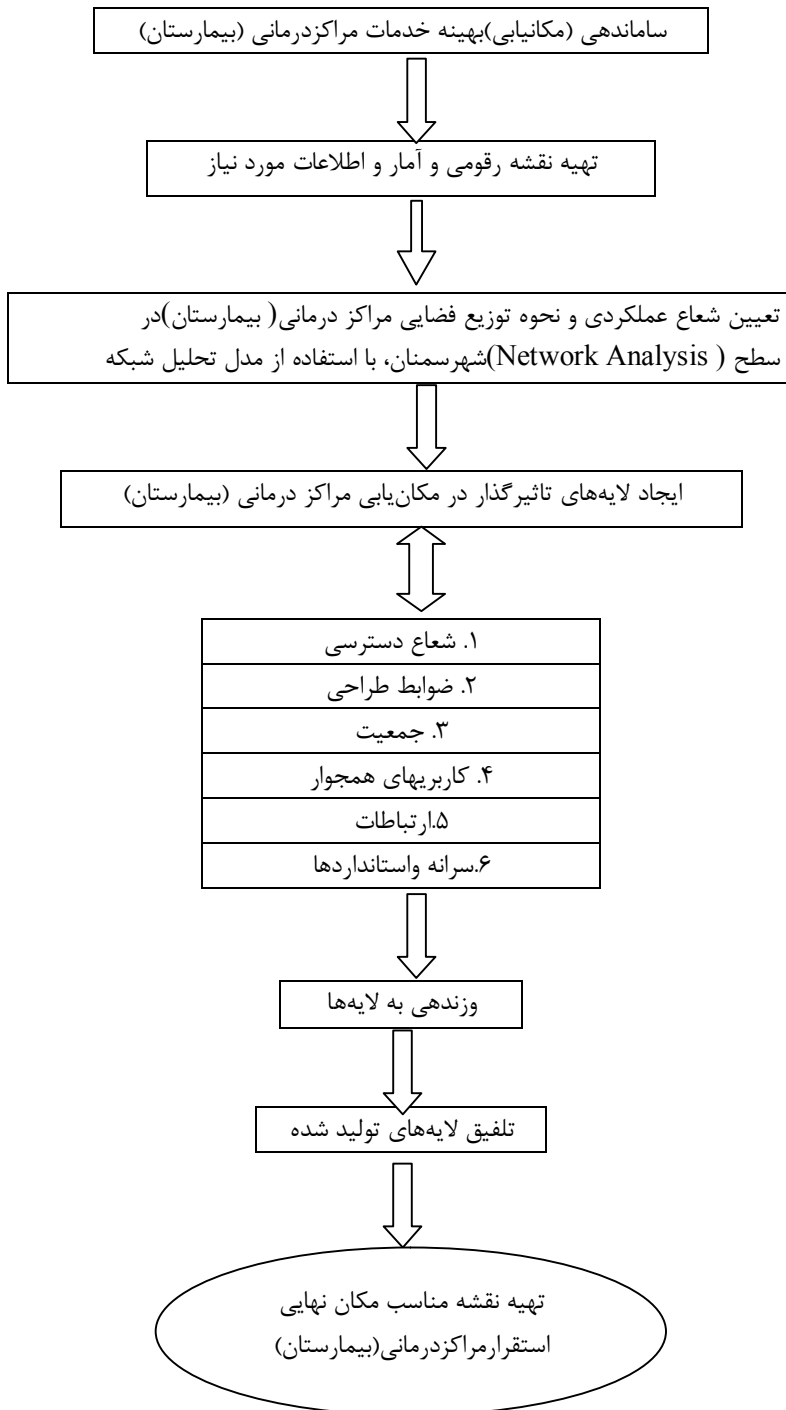 ساماندهی (مکانیابی)بهینه خدمات مراکزدرمانی (بیمارستان)
تهیه نقشه رقومی و آمار و اطلاعات مورد نیاز
تعیین شعاع عملکردی و نحوه توزیع فضایی مراکز درمانی( بیمارستان)در
سطح ( Network Analysis)شهرسمنان، با استفاده از مدل تحلیل شبکه
ایجاد لایه‌های تاثیرگذار در مکان‌یابی مراکز درمانی (بیمارستان)
۱. شعاع دسترسی
۲. ضوابط طراحی
۳. جمعیت
۴. کاربریهای همجوار
۵.ارتباطات
۶.سرانه واستانداردها
وزندهی به لایه‌ها
تلفیق لایه‌های تولید شده
تهیه نقشه مناسب مکان نهایی
استقرارمراکزدرمانی(بیمارستان)